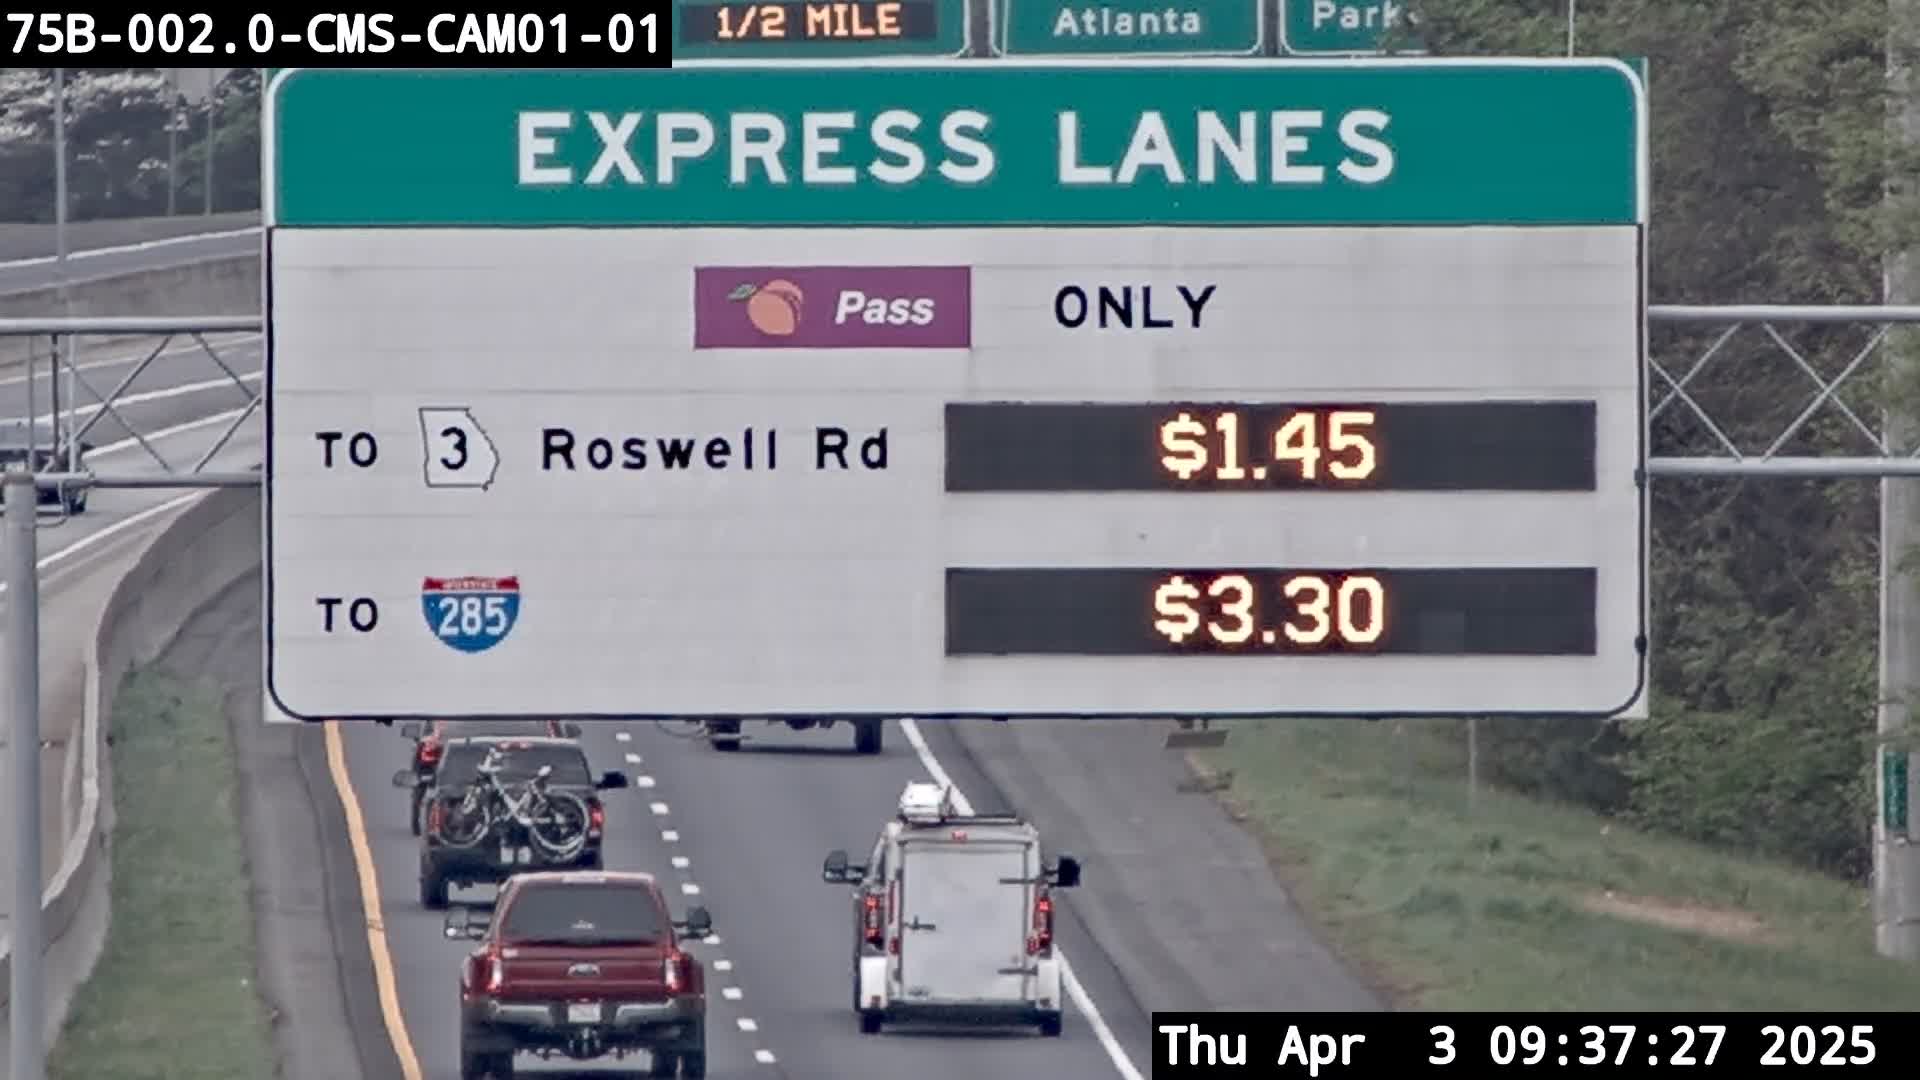 75B-002.0-CMS-CAM01-01
1/2 MILE
Atlanta
EXPRESS LANES
Pass ONLY
TO 3 Roswell Rd $1.45
TO INTERSTATE 285 $3.30
Thu Apr 3 09:37:27 2025